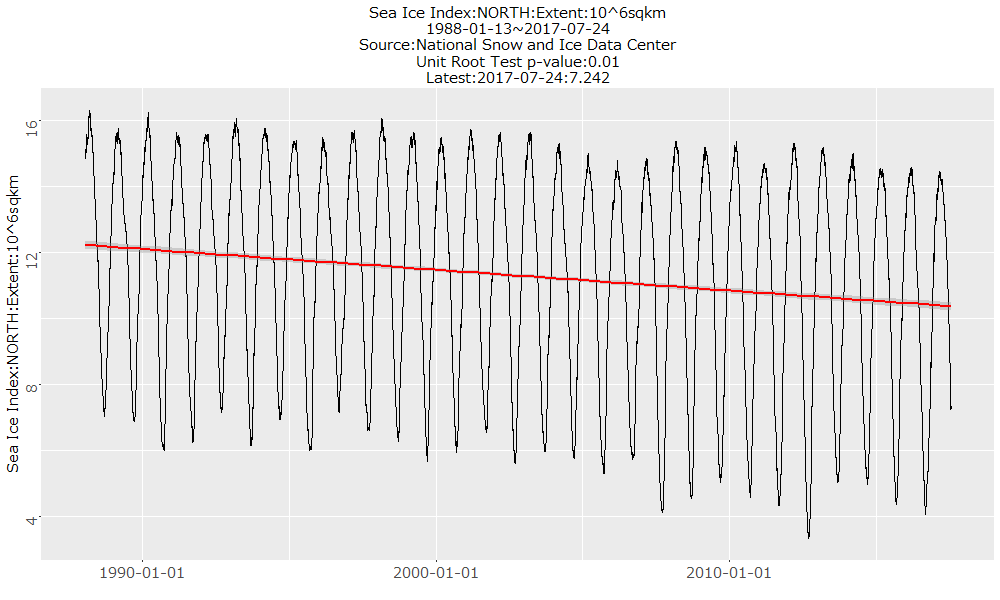 Sea Ice Index:NORTH:Extent:10^6sqkm
1988-01-13~2017-07-24
Source:National Snow and Ice Data Center
Unit Root Test p-value:0.01
Latest:2017-07-24:7.242
Sea Ice Index:NORTH:Extent:10^6sqkm
16
12
8
4
1990-01-01
2000-01-01
2010-01-01